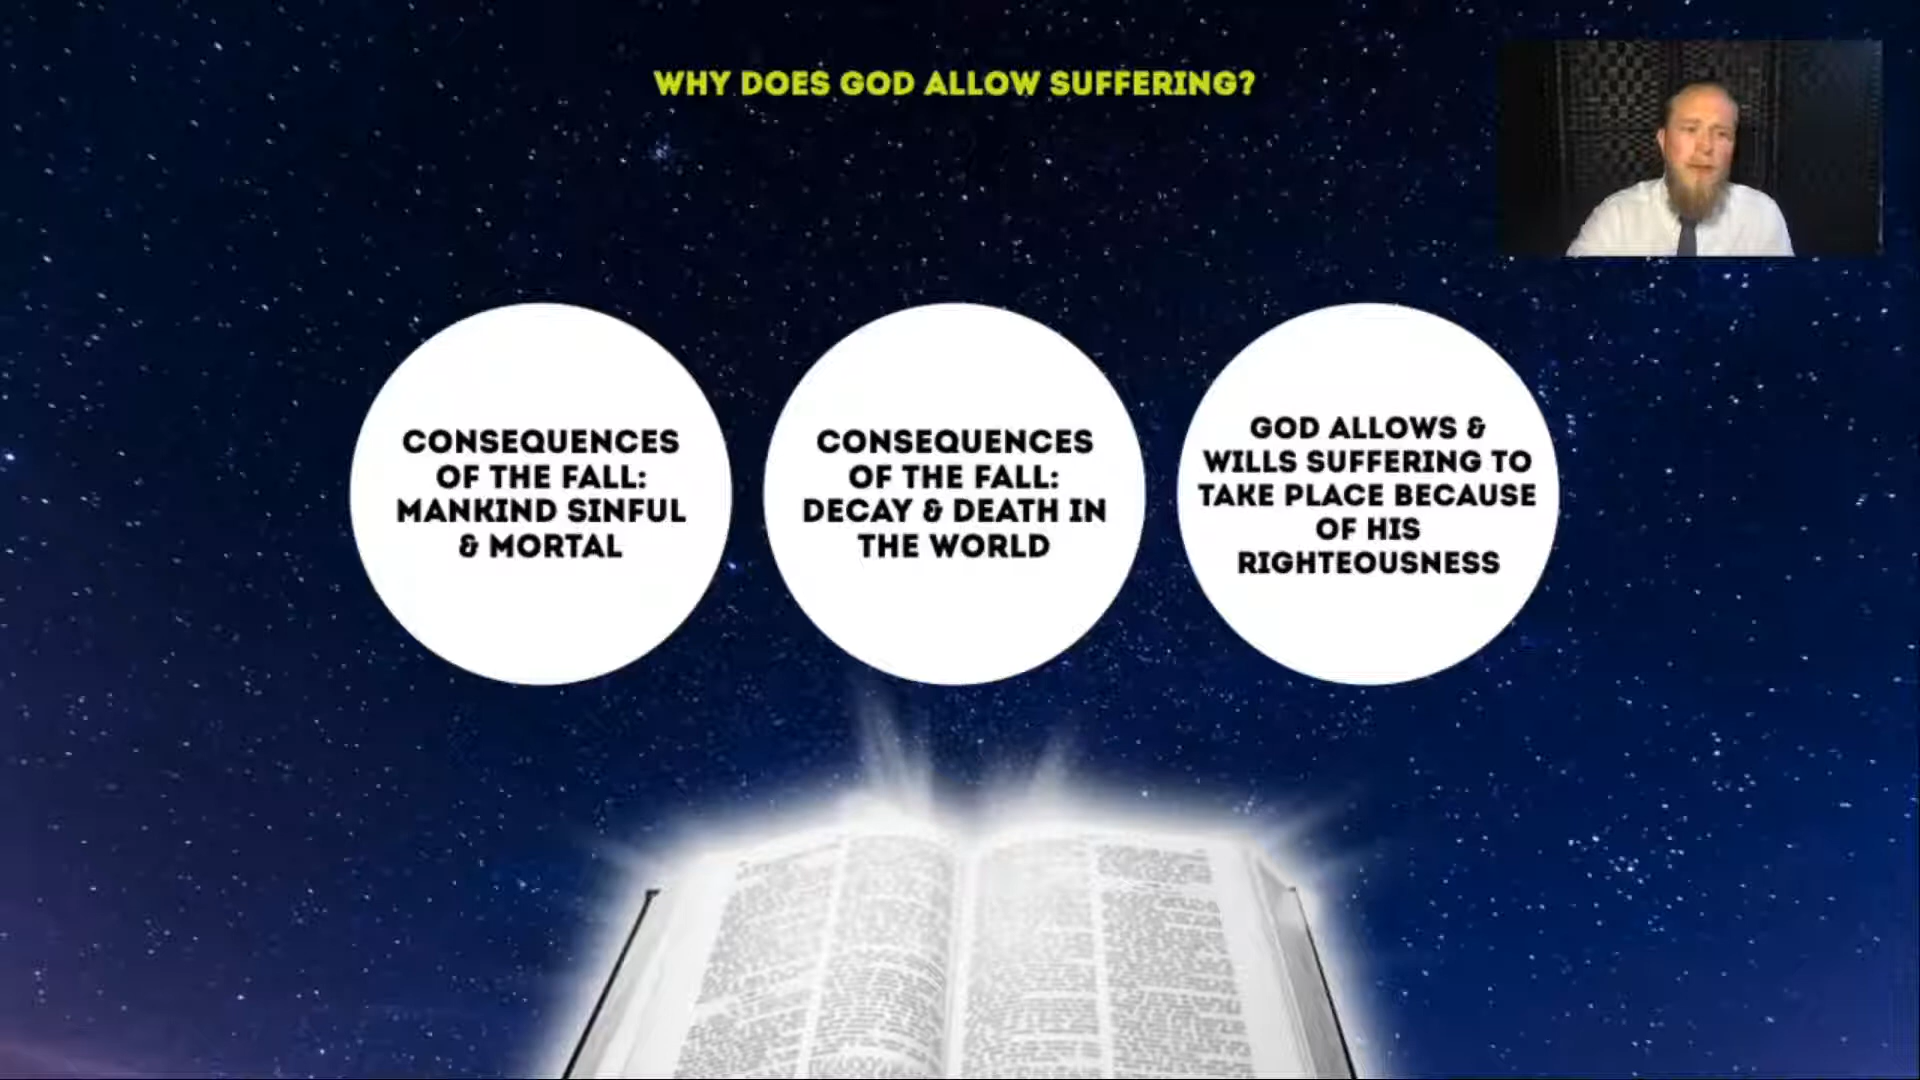 WHY DOES GOD ALLOW SUFFERING?
CONSEQUENCES
OF THE FALL:
MANKIND SINFUL
& MORTAL
CONSEQUENCES
OF THE FALL:
DECAY & DEATH IN
THE WORLD
GOD ALLOWS &
WILLS SUFFERING TO
TAKE PLACE BECAUSE
OF HIS
RIGHTEOUSNESS